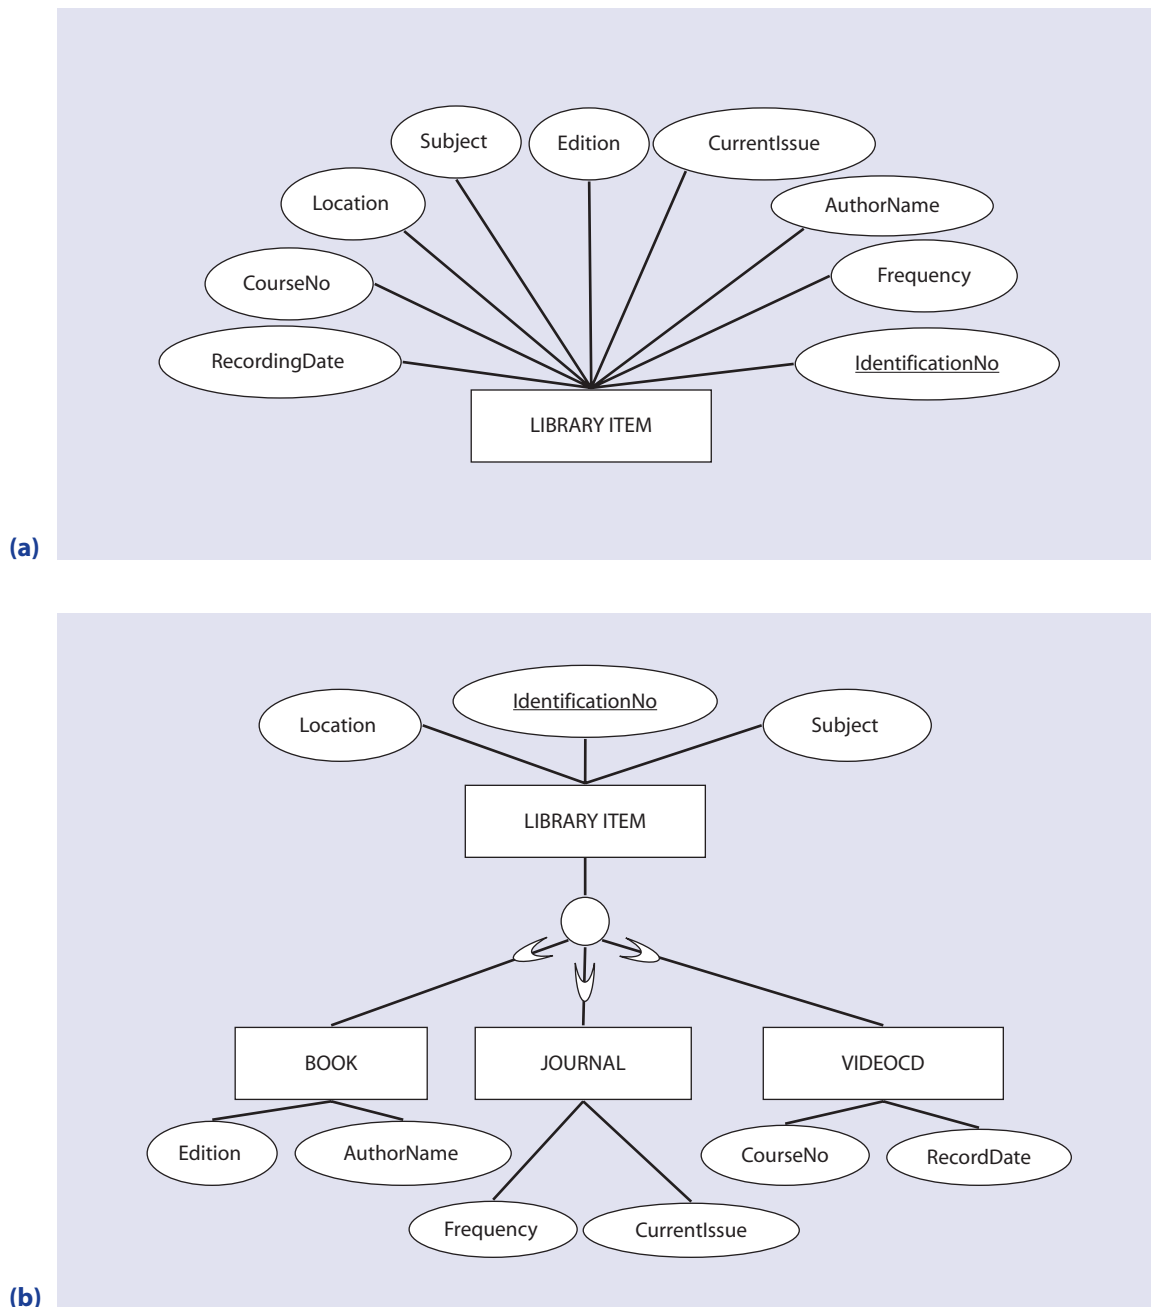 Subject
Edition
CurrentIssue
Location
AuthorName
CourseNo
Frequency
RecordingDate
IdentificationNo
LIBRARY ITEM
(a)
IdentificationNo
Location
Subject
LIBRARY ITEM
BOOK
JOURNAL
VIDEOCD
Edition
AuthorName
CourseNo
RecordDate
Frequency
CurrentIssue
(b)